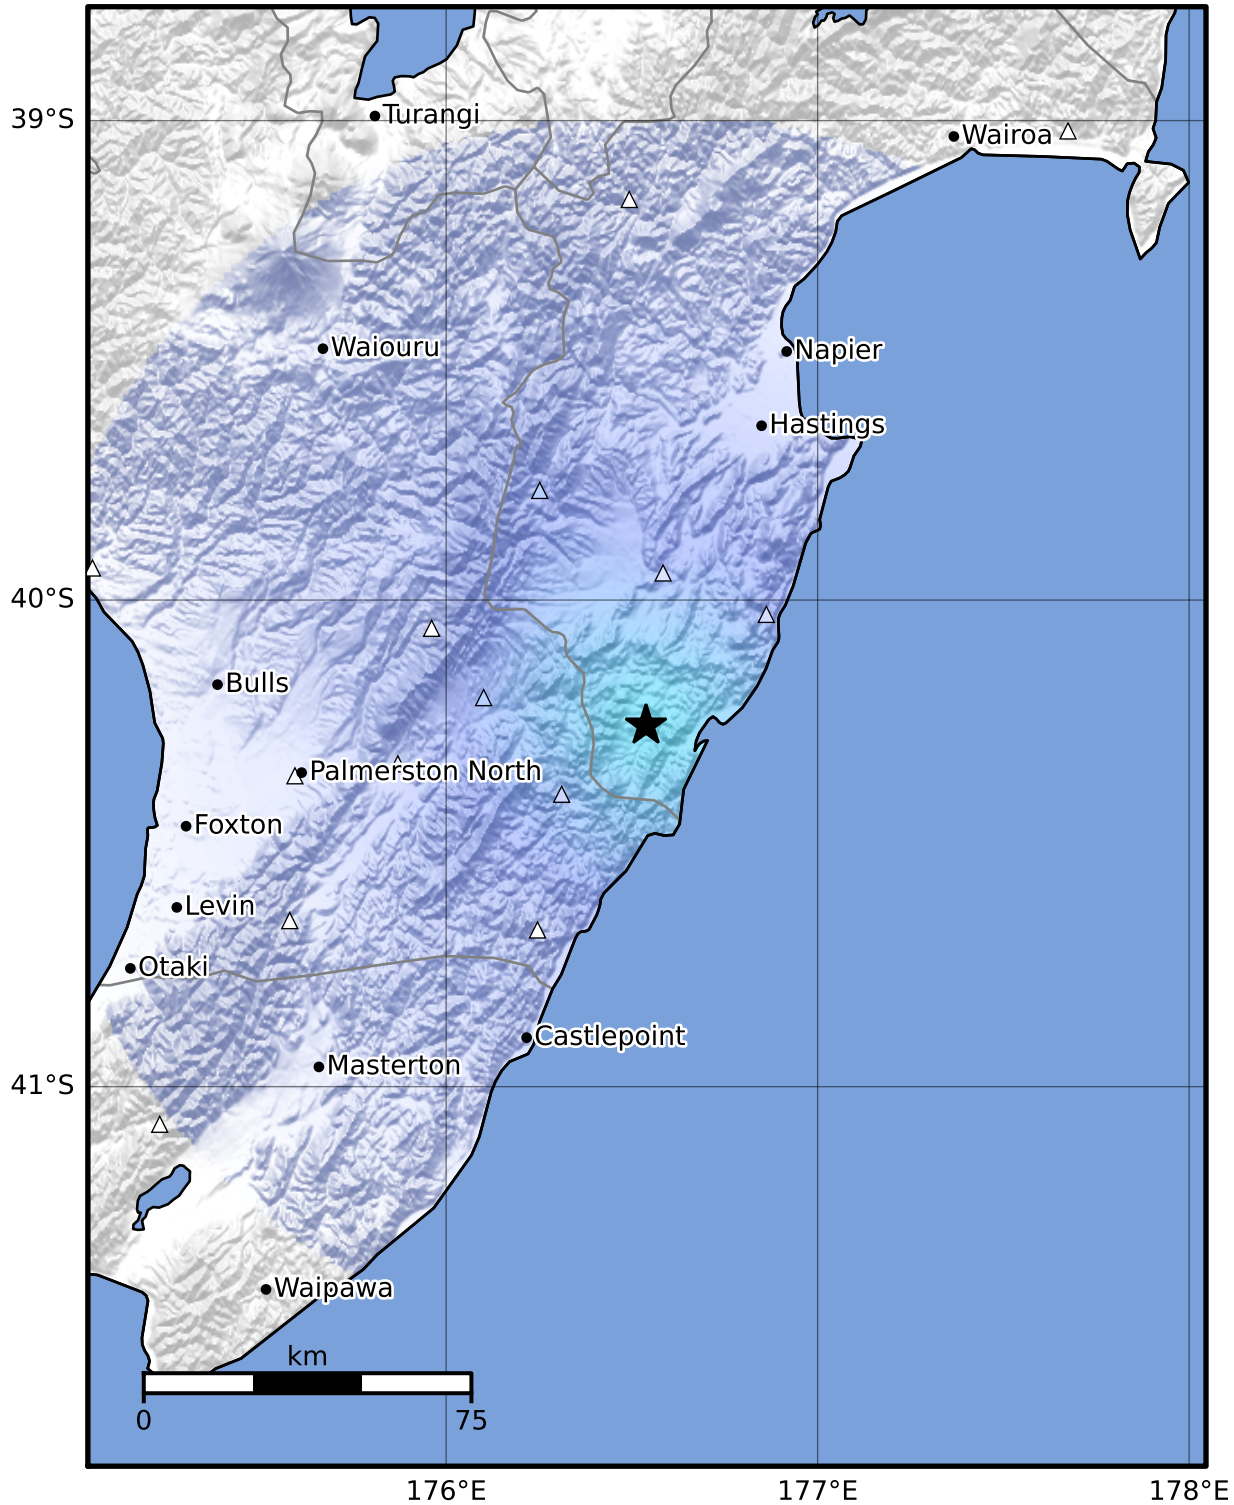 Turangi
39°S
Wairoa
Waiouru
Napier
Hastings
40°S
Bulls
Palmerston North
Foxton
Levin
Otaki
Castlepoint
Masterton
41°S
Waipawa
km
0
75
176°E
177°E
178°E